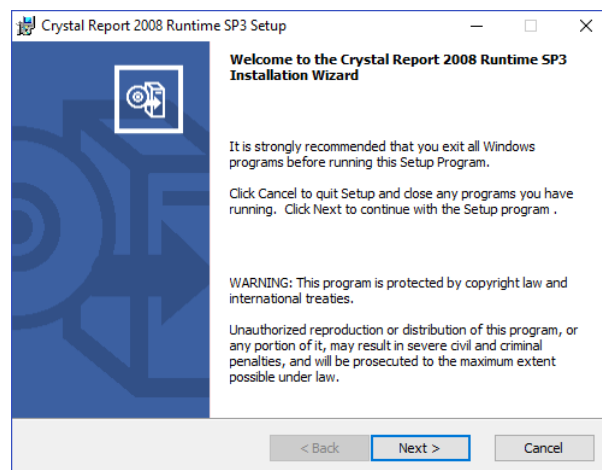 Crystal Report 2008 Runtime SP3 Setup
Welcome to the Crystal Report 2008 Runtime SP3
Installation Wizard
It is strongly recommended that you exit all Windows
programs before running this Setup Program.
Click Cancel to quit Setup and close any programs you have
running. Click Next to continue with the Setup program .
WARNING: This program is protected by copyright law and
international treaties.
Unauthorized reproduction or distribution of this program, or
any portion of it, may result in severe civil and criminal
penalties, and will be prosecuted to the maximum extent
possible under law.
< Back Next > Cancel